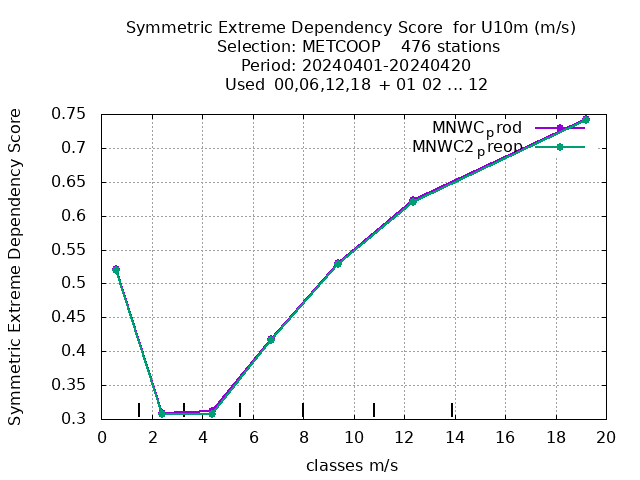 Symmetric Extreme Dependency Score for U10m (m/s)
Selection: METCOOP 476 stations
Period: 20240401-20240420
Used 00,06,12,18 + 01 02 ... 12
MNWCprod
MNWC2preop
Symmetric Extreme Dependency Score
0.75
0.7
0.65
0.6
0.55
0.5
0.45
0.4
0.35
0.3
0 2 4 6 8 10 12 14 16 18 20
classes m/s